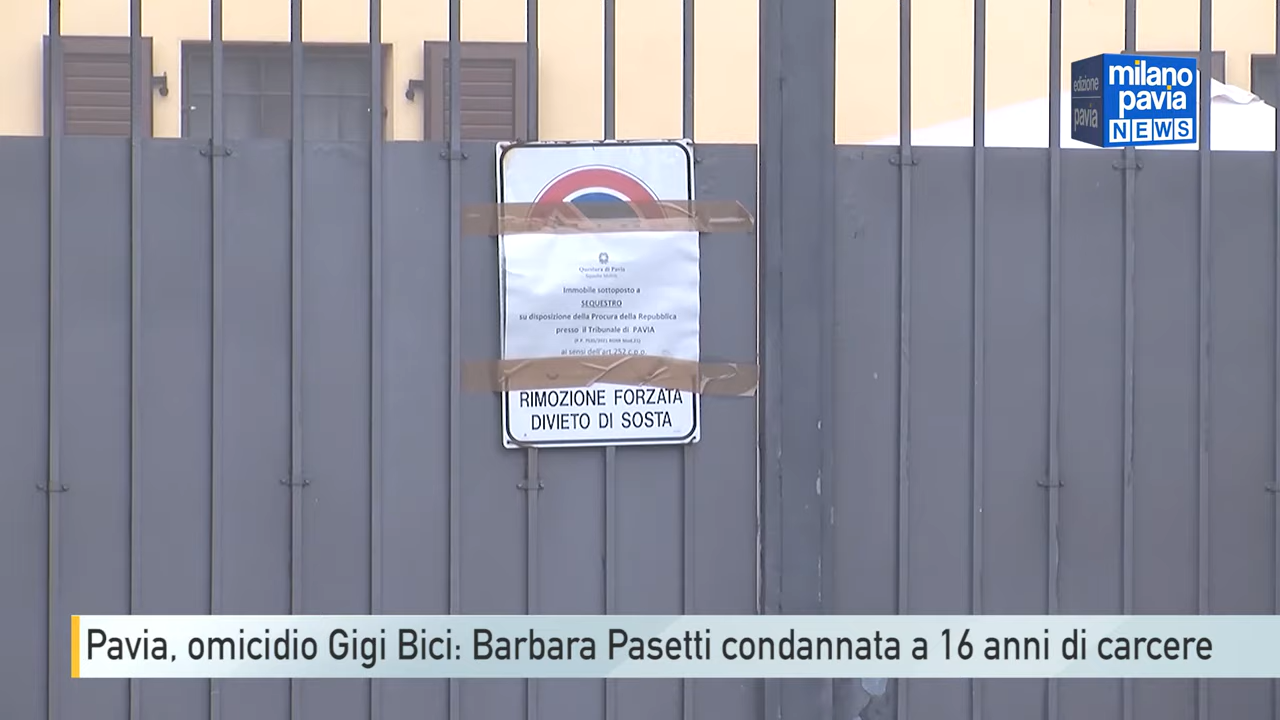 edizione
pavia
milano
pavia
NEWS
Questura di Pavia
Immobile sottoposto a
SEQUESTRO
su disposizione della Procura della Repubblica
presso il Tribunale di PAVIA
ai sensi dell'art.252 c.p.p.
RIMOZIONE FORZATA
DIVIETO DI SOSTA
Pavia, omicidio Gigi Bici: Barbara Pasetti condannata a 16 anni di carcere